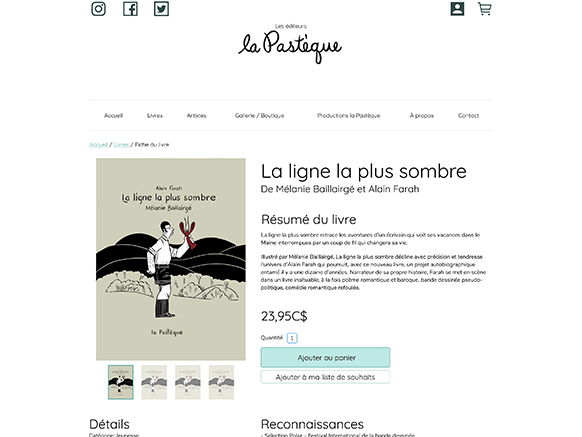 Les éditeurs
la Pastèque
Accueil Livres Artistes Gallerie / Boutique Productions la Pastèque À propos Contact
Accueil / Livres / Fiche du livre
Alain Farah
La ligne la plus sombre
Mélanie Baillairgé
la Pastèque
La ligne la plus sombre
De Mélanie Baillairgé et Alain Farah
Résumé du livre
La ligne la plus sombre retrace les aventures d'un écrivain qui voit ses vacances dans le
Maine interrompues par un coup de fil qui changera sa vie.
Illustré par Mélanie Baillairgé, La ligne la plus sombre décline avec précision et tendresse
l'univers d'Alain Farah qui poursuit, avec ce nouveau livre, un projet autobiographique
entamé il y a une dizaine d'années. Narrateur de sa propre histoire, Farah se met en scène
dans un livre insituable, à la fois poème romantique et baroque, bande dessinée pseudo-
politique, comédie romantique refoulée.
23,95C$
Quantité 1
Ajouter au panier
Ajouter à ma liste de souhaits
Détails
Catégorie: Jeunesse
Reconnaissances
- Sélection Polar – Festival International de la bande dessinée